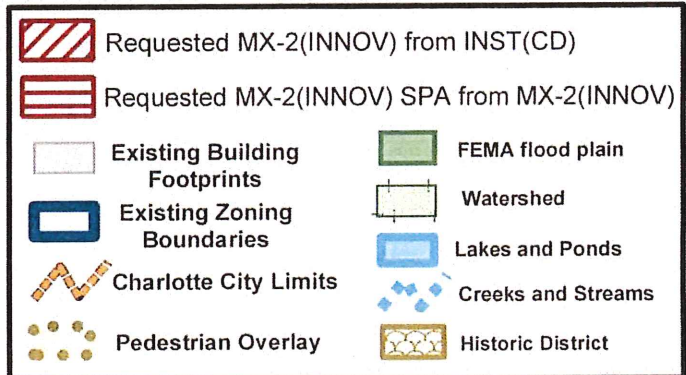 Requested MX-2(INNOV) from INST(CD)
Requested MX-2(INNOV) SPA from MX-2(INNOV)
Existing Building
Footprints
Existing Zoning
Boundaries
Charlotte City Limits
Pedestrian Overlay
FEMA flood plain
Watershed
Lakes and Ponds
Creeks and Streams
Historic District